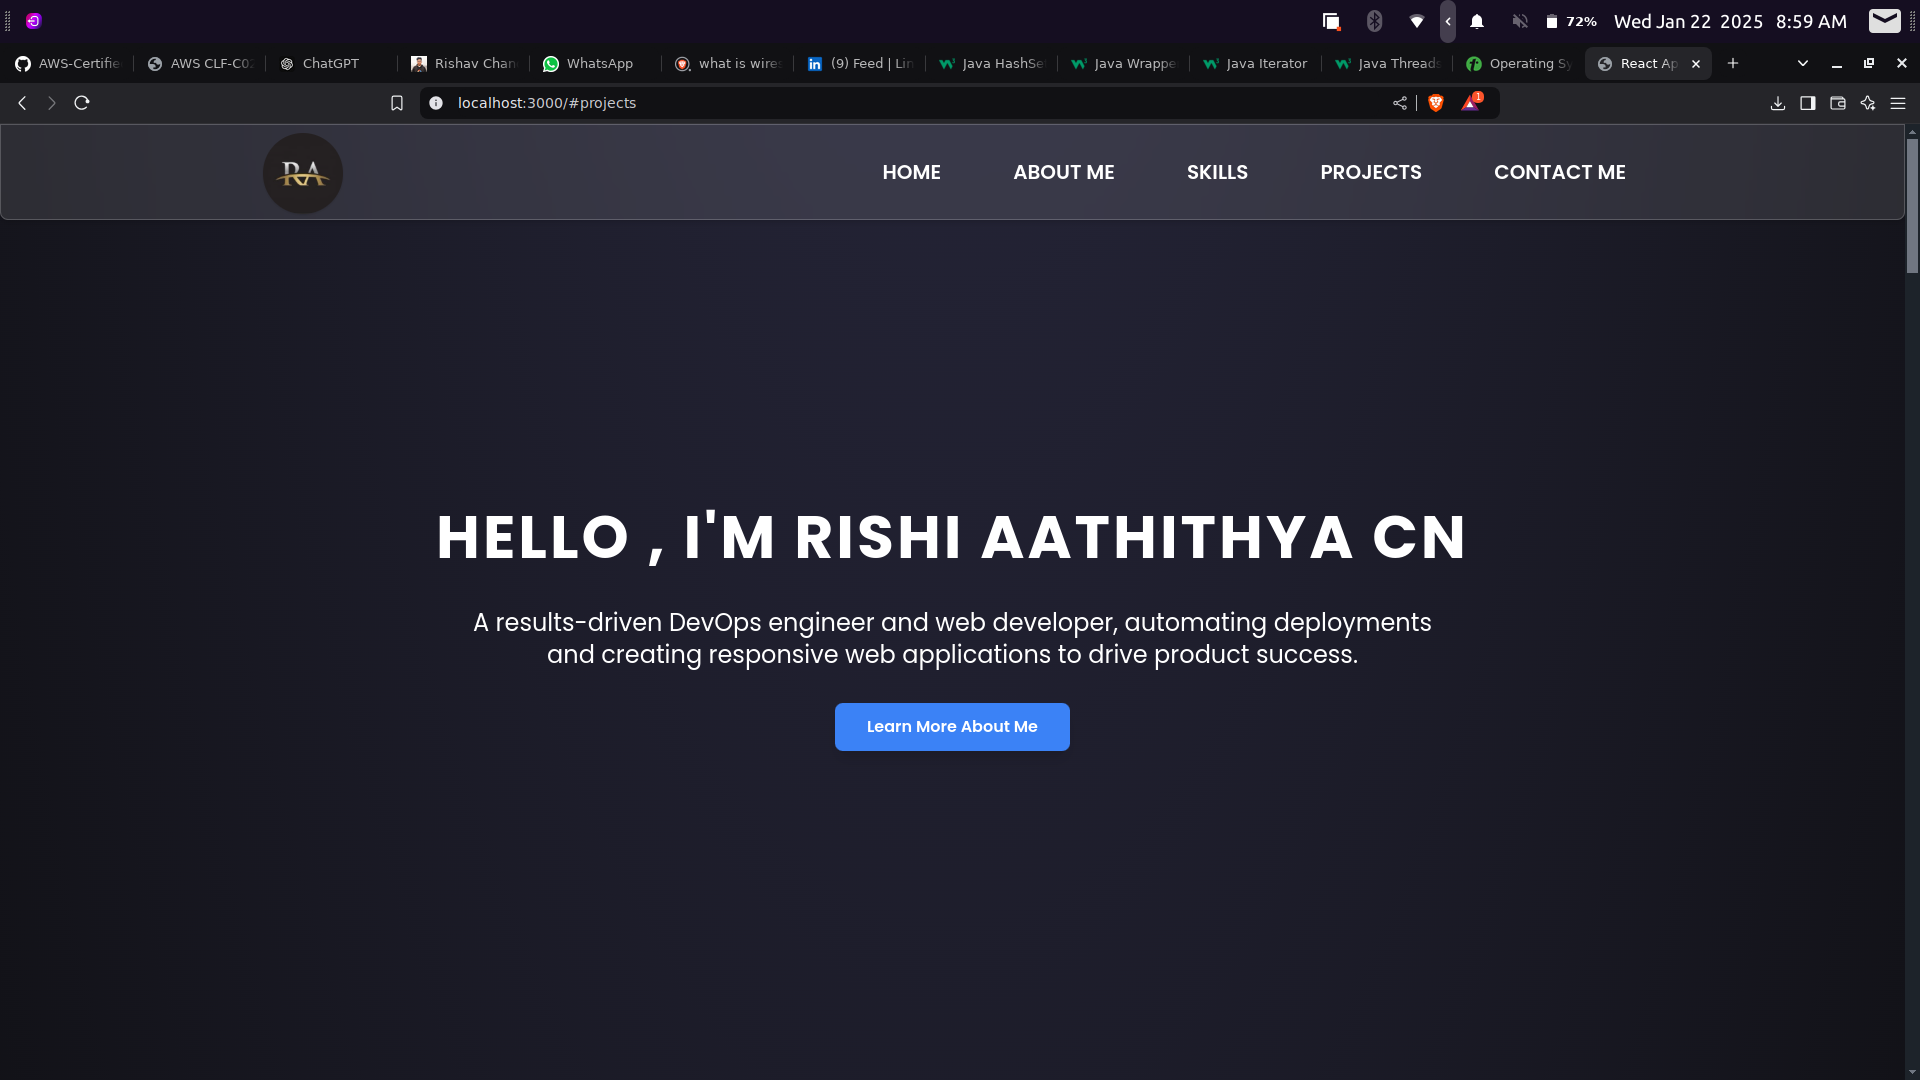 72% Wed Jan 22 2025 8:59 AM
AWS-Certifie AWS CLF-C02 ChatGPT Rishav Chan WhatsApp what is wires (9) Feed | Lin Java HashSe Java Wrappe Java Iterator Java Threads Operating Sy React Ap
localhost:3000/#projects 1
RA HOME ABOUT ME SKILLS PROJECTS CONTACT ME
HELLO , I'M RISHI AATHITHYA CN
A results-driven DevOps engineer and web developer, automating deployments
and creating responsive web applications to drive product success.
Learn More About Me